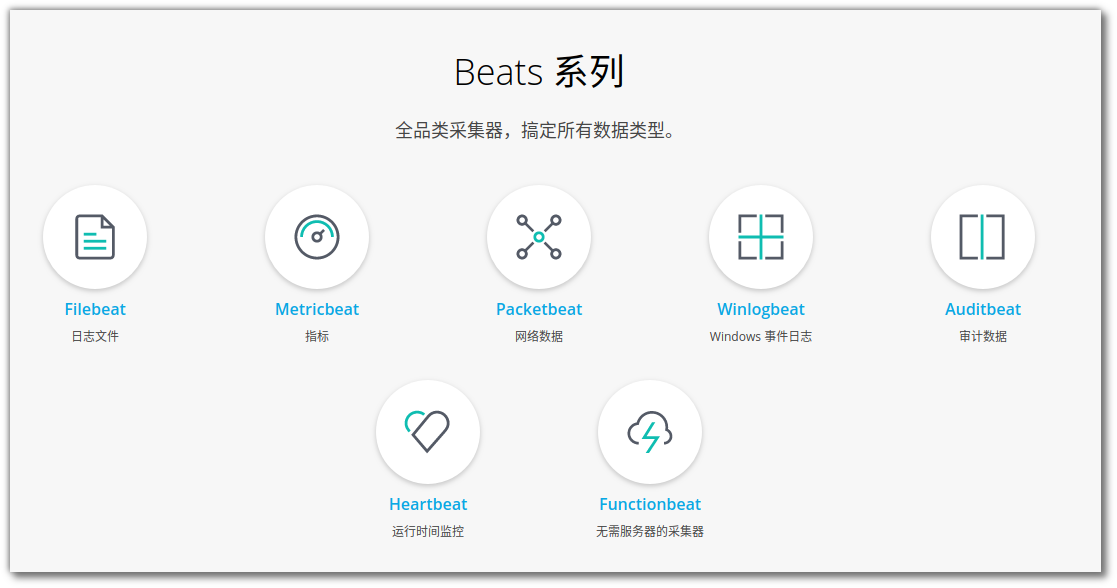 Beats 系列
全品类采集器，搞定所有数据类型。
Filebeat
日志文件
Metricbeat
指标
Packetbeat
网络数据
Winlogbeat
Windows 事件日志
Auditbeat
审计数据
Heartbeat
运行时间监控
Functionbeat
无需服务器的采集器